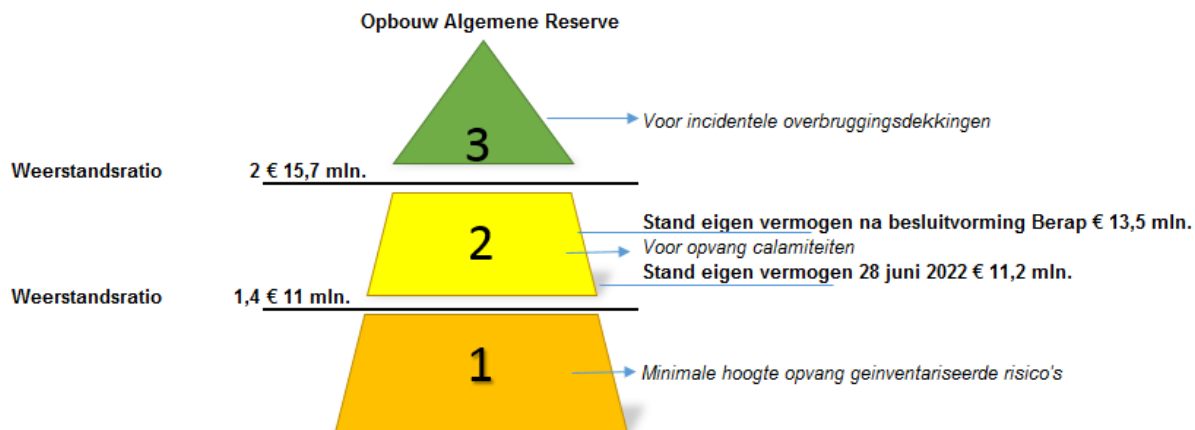 Opbouw Algemene Reserve
3
Voor incidentele overbruggingsdekkingen
Weerstandsratio 2 € 15,7 mln.
2
Stand eigen vermogen na besluitvorming Berap € 13,5 mln.
Voor opvang calamiteiten
Stand eigen vermogen 28 juni 2022 € 11,2 mln.
Weerstandsratio 1,4 € 11 mln.
1
Minimale hoogte opvang geinventariseerde risico's